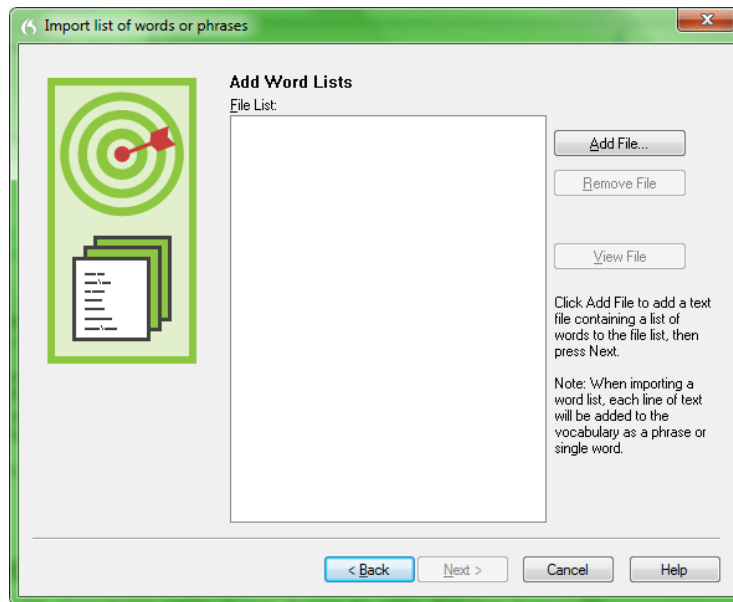 Import list of words or phrases
Add Word Lists
File List:
Add File...
Remove File
View File
Click Add File to add a text
file containing a list of
words to the file list, then
press Next.
Note: When importing a
word list, each line of text
will be added to the
vocabulary as a phrase or
single word.
< Back
Next >
Cancel
Help